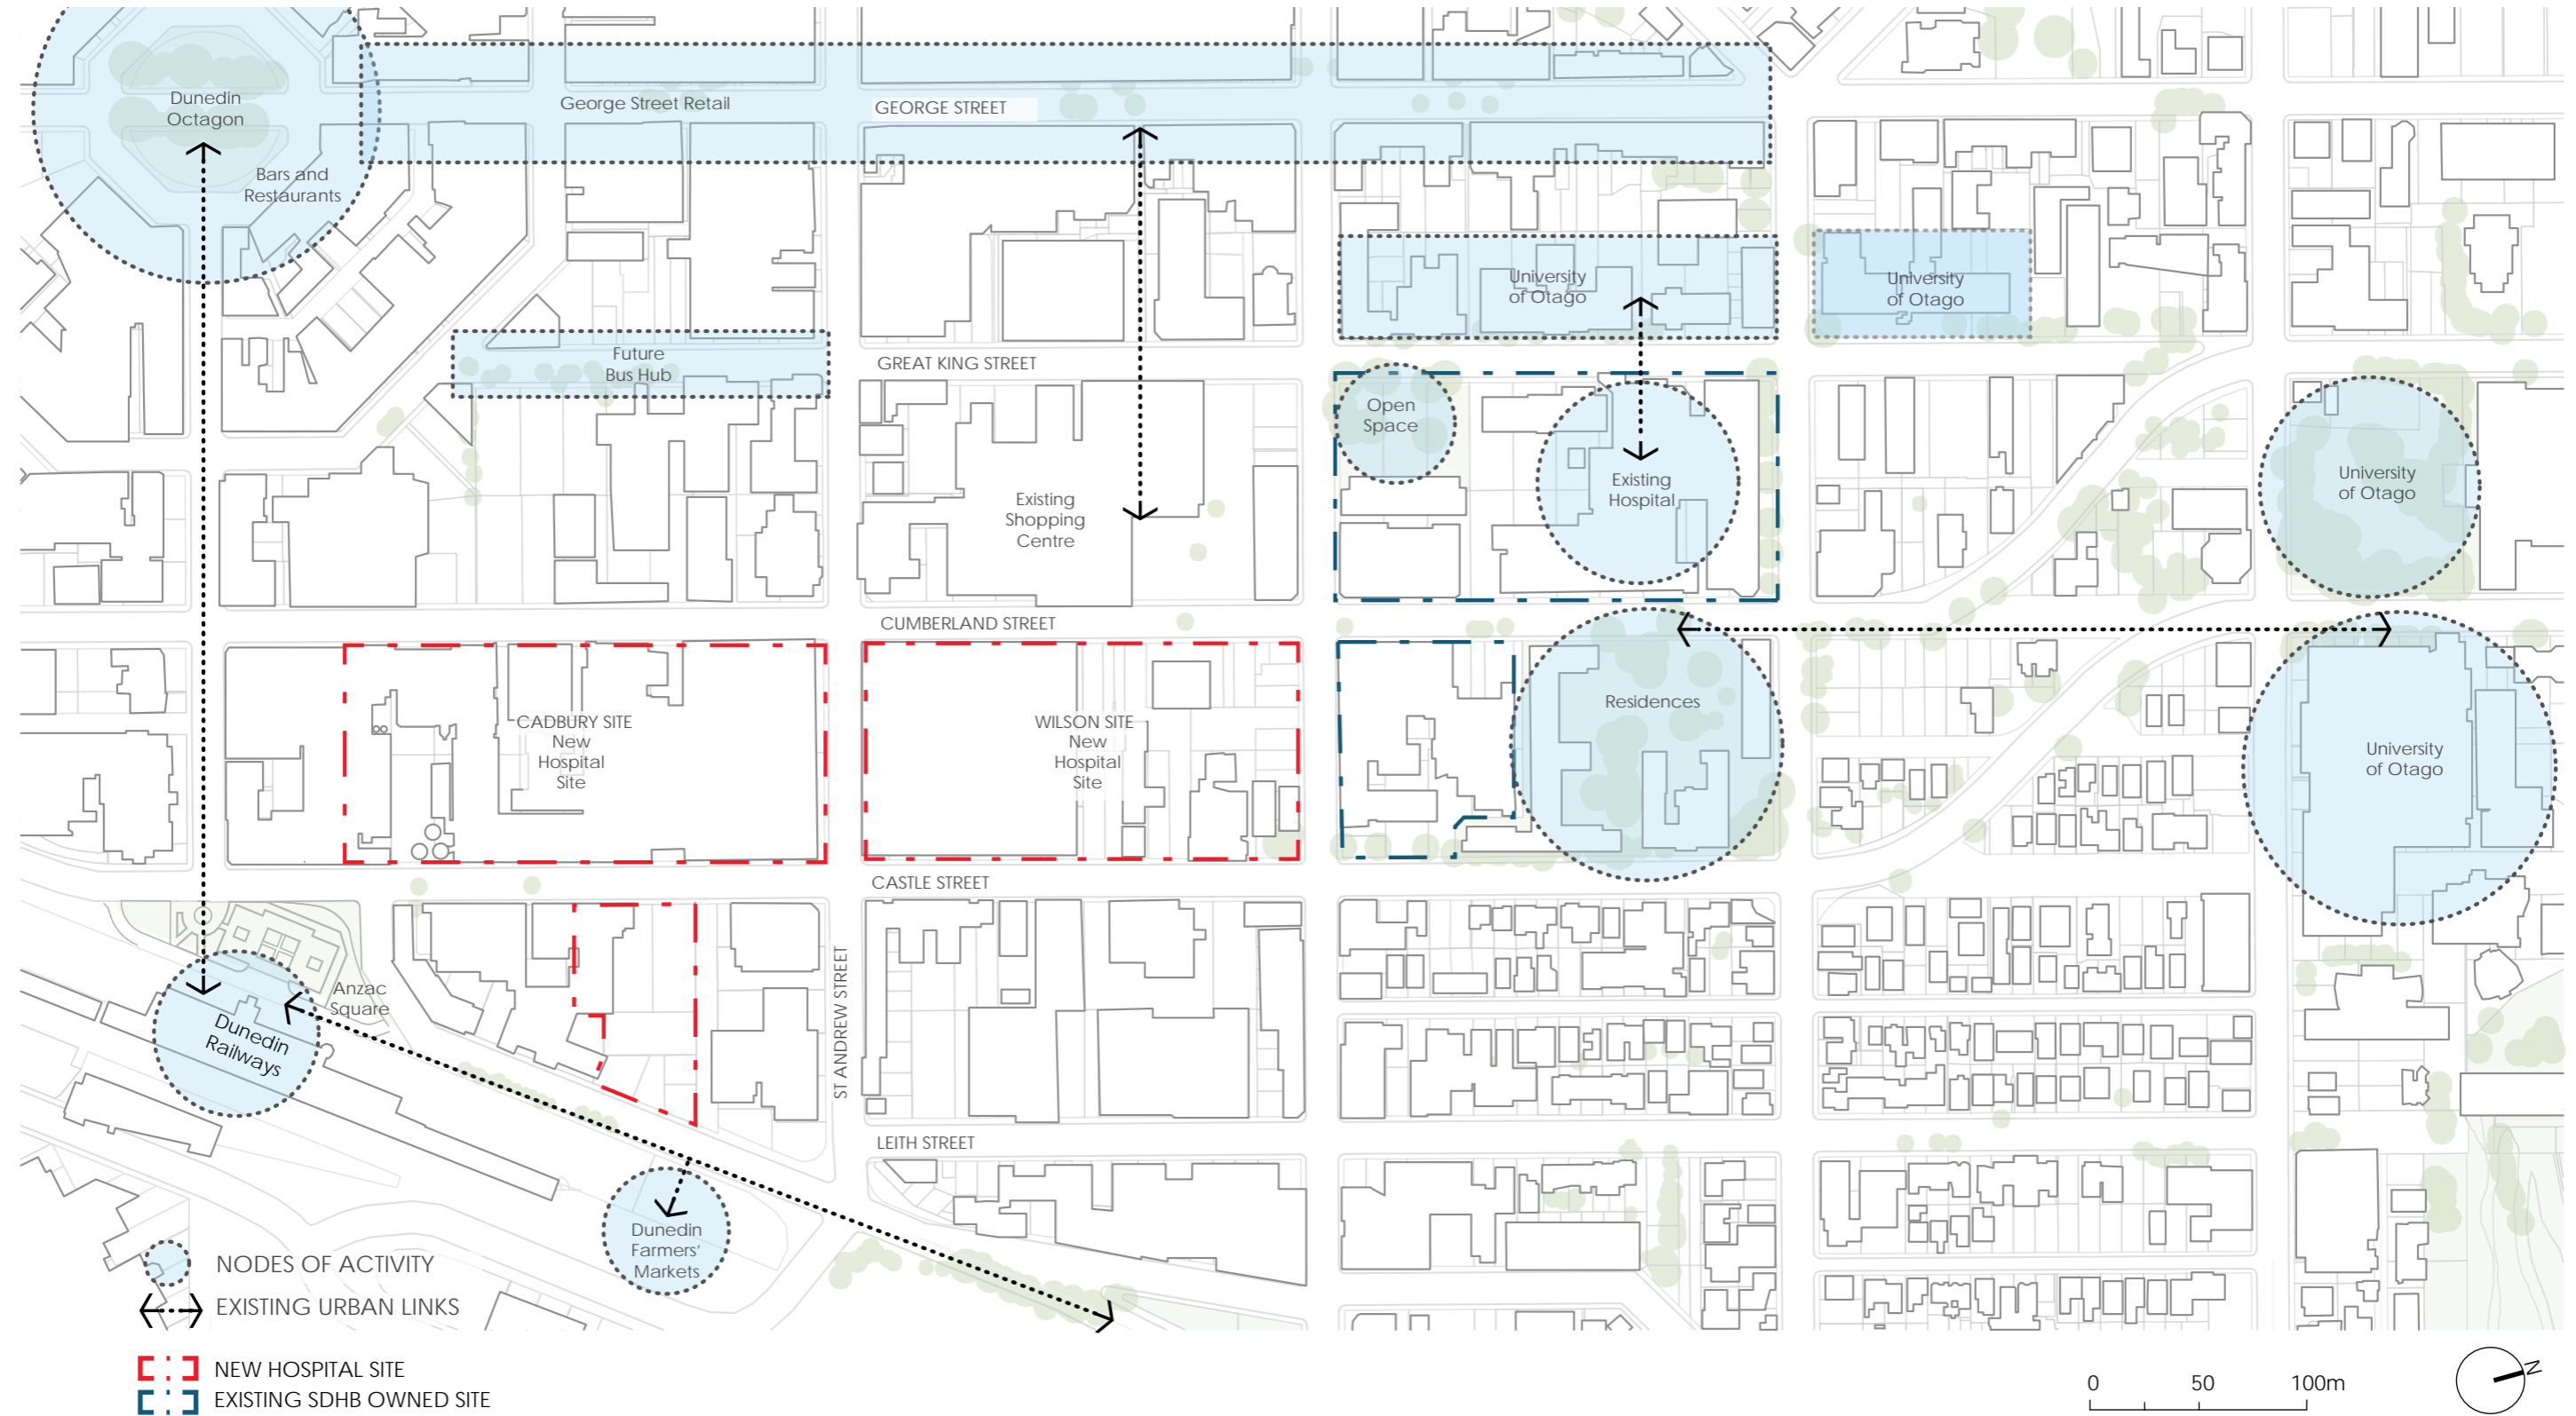 Dunedin
Octagon
George Street Retail
GEORGE STREET
Bars and
Restaurants
University
of Otago
University
of Otago
Future
Bus Hub
GREAT KING STREET
Open
Space
Existing
Shopping
Centre
Existing
Hospital
University
of Otago
CUMBERLAND STREET
CADBURY SITE
New
Hospital
Site
WILSON SITE
New
Hospital
Site
Residences
University
of Otago
CASTLE STREET
ST ANDREW STREET
Anzac
Square
Dunedin
Railways
LEITH STREET
Dunedin
Farmers'
Markets
NODES OF ACTIVITY
EXISTING URBAN LINKS
NEW HOSPITAL SITE
EXISTING SDHB OWNED SITE
0 50 100m
N